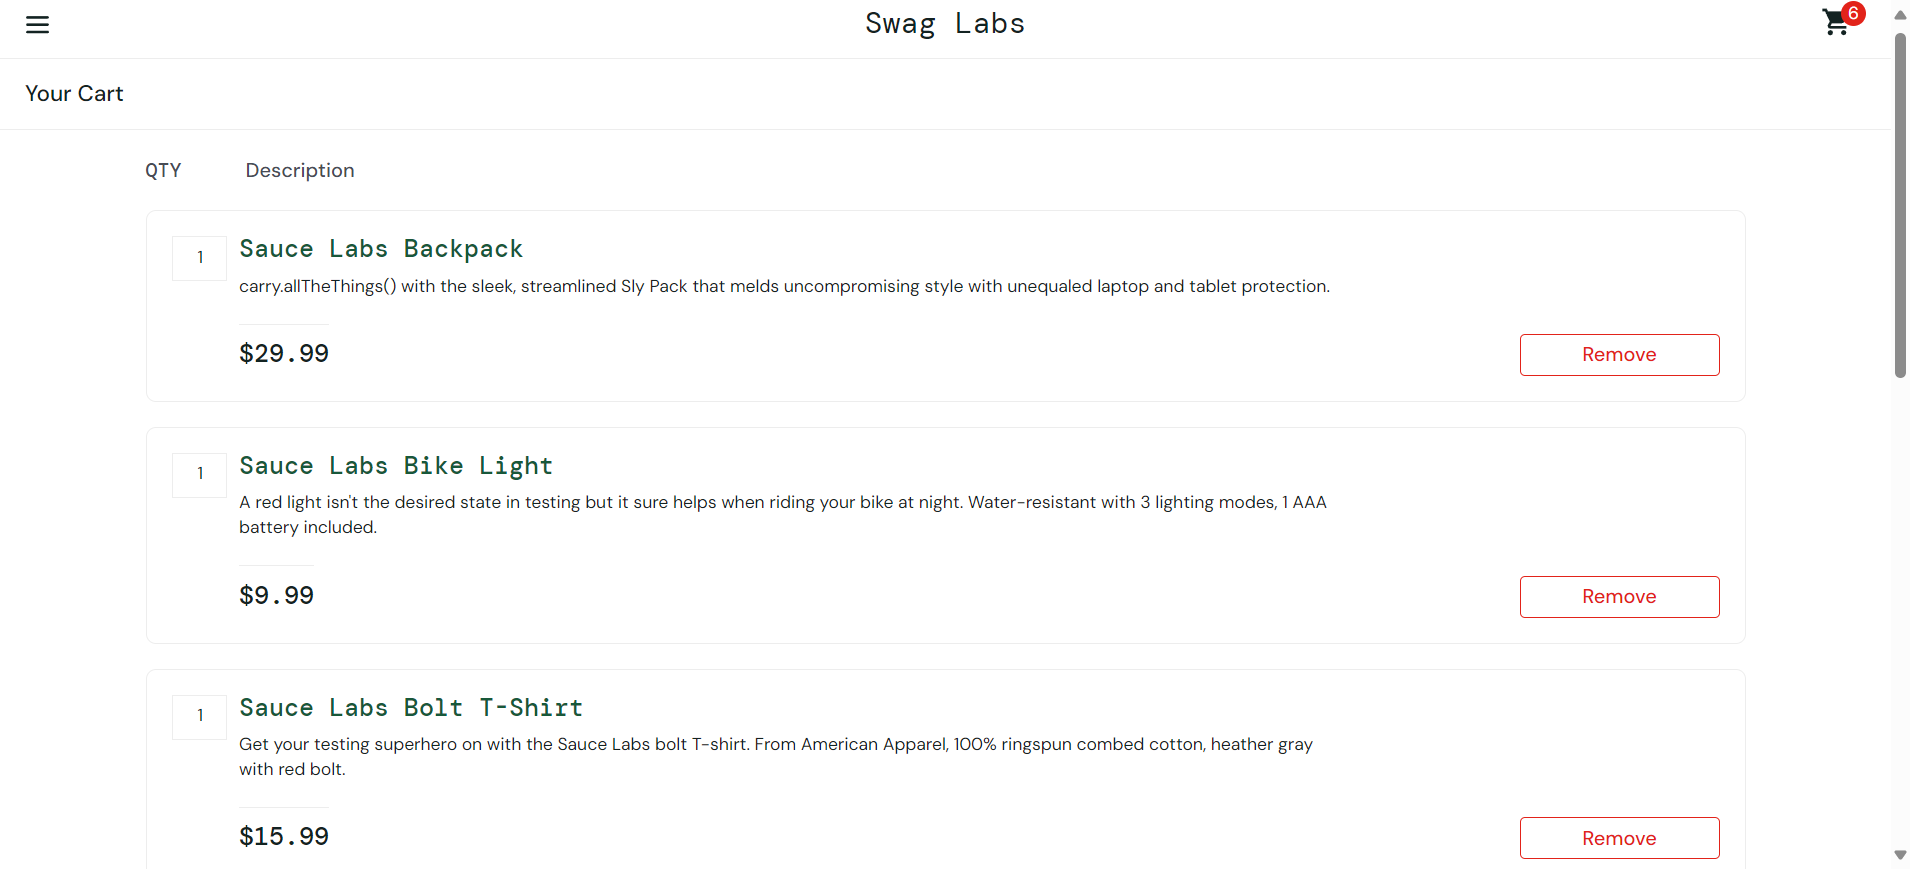 Swag Labs
6
Your Cart
QTY
Description
1
Sauce Labs Backpack
carry.allTheThings() with the sleek, streamlined Sly Pack that melds uncompromising style with unequaled laptop and tablet protection.
$29.99
Remove
1
Sauce Labs Bike Light
A red light isn't the desired state in testing but it sure helps when riding your bike at night. Water-resistant with 3 lighting modes, 1 AAA
battery included.
$9.99
Remove
1
Sauce Labs Bolt T-Shirt
Get your testing superhero on with the Sauce Labs bolt T-shirt. From American Apparel, 100% ringspun combed cotton, heather gray
with red bolt.
$15.99
Remove